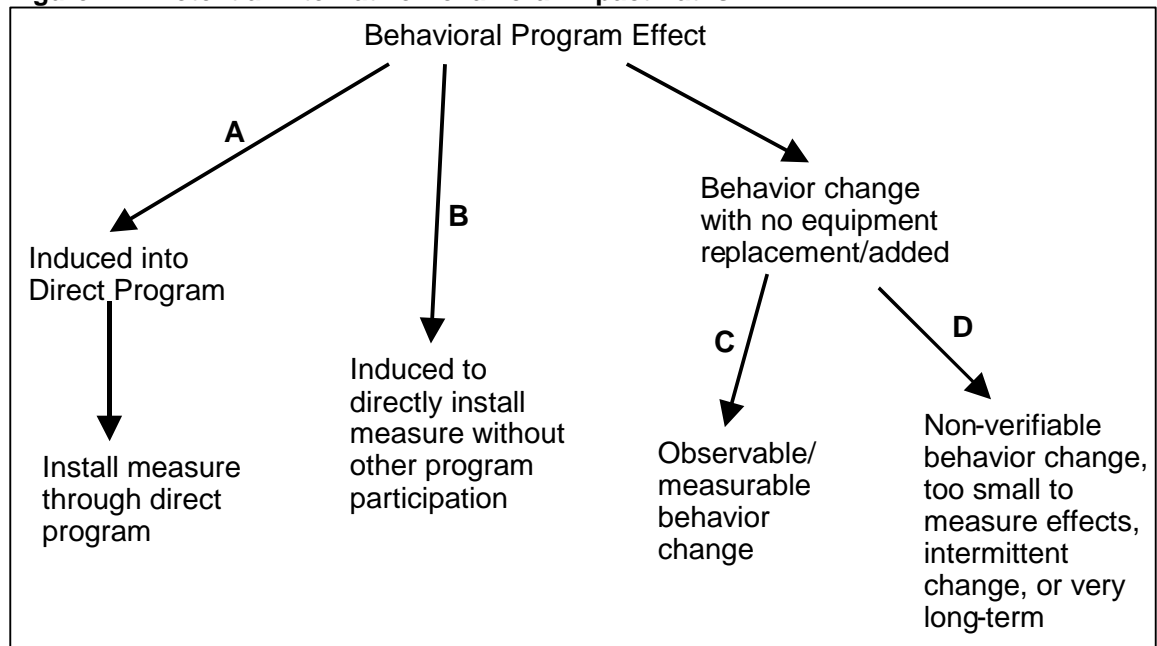 Behavioral Program Effect
A
B
Behavior change
with no equipment
replacement/added
Induced into
Direct Program
C
D
Induced to
directly install
measure without
other program
participation
Install measure
through direct
program
Observable/
measurable
behavior
change
Non-verifiable
behavior change,
too small to
measure effects,
intermittent
change, or very
long-term